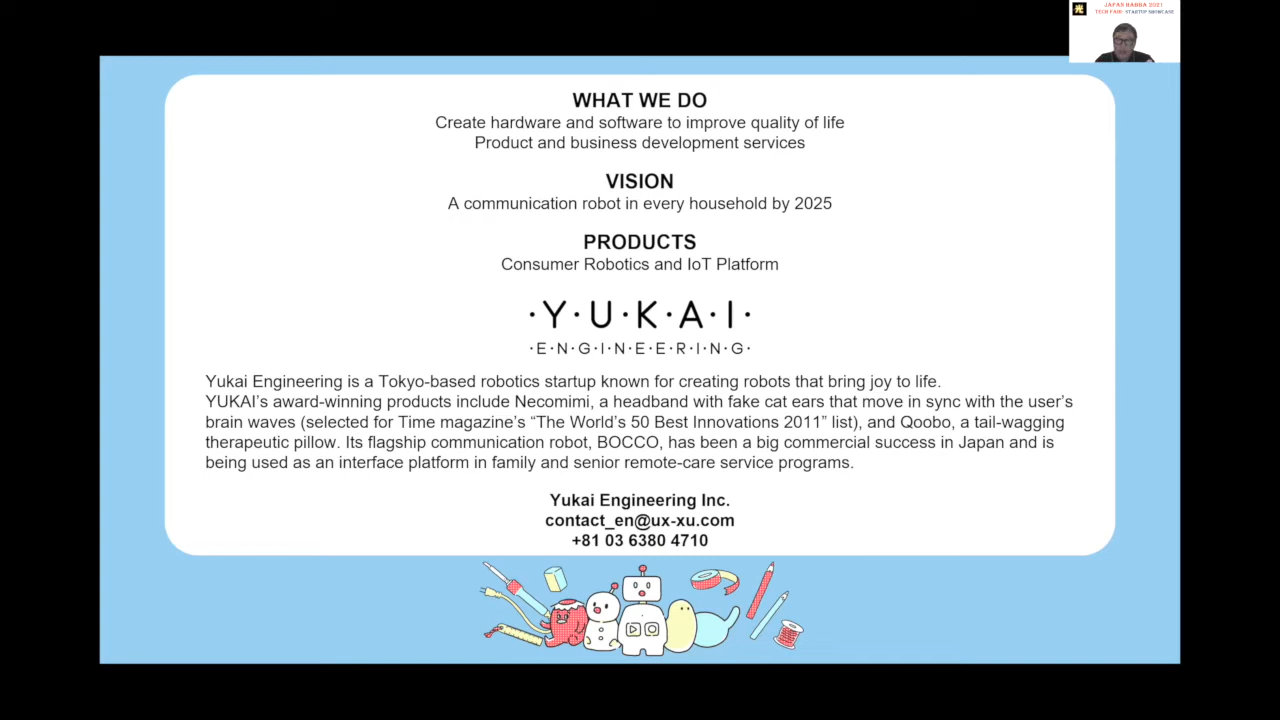 光
JAPAN HABBA 2021
TECH FAIR: STARTUP SHOWCASE
WHAT WE DO
Create hardware and software to improve quality of life
Product and business development services
VISION
A communication robot in every household by 2025
PRODUCTS
Consumer Robotics and IoT Platform
·Y·U·K·A·I·
·E·N·G·I·N·E·E·R·I·N·G·
Yukai Engineering is a Tokyo-based robotics startup known for creating robots that bring joy to life.
YUKAI's award-winning products include Necomimi, a headband with fake cat ears that move in sync with the user's
brain waves (selected for Time magazine's “The World's 50 Best Innovations 2011” list), and Qoobo, a tail-wagging
therapeutic pillow. Its flagship communication robot, BOCCO, has been a big commercial success in Japan and is
being used as an interface platform in family and senior remote-care service programs.
Yukai Engineering Inc.
contact_en@ux-xu.com
+81 03 6380 4710